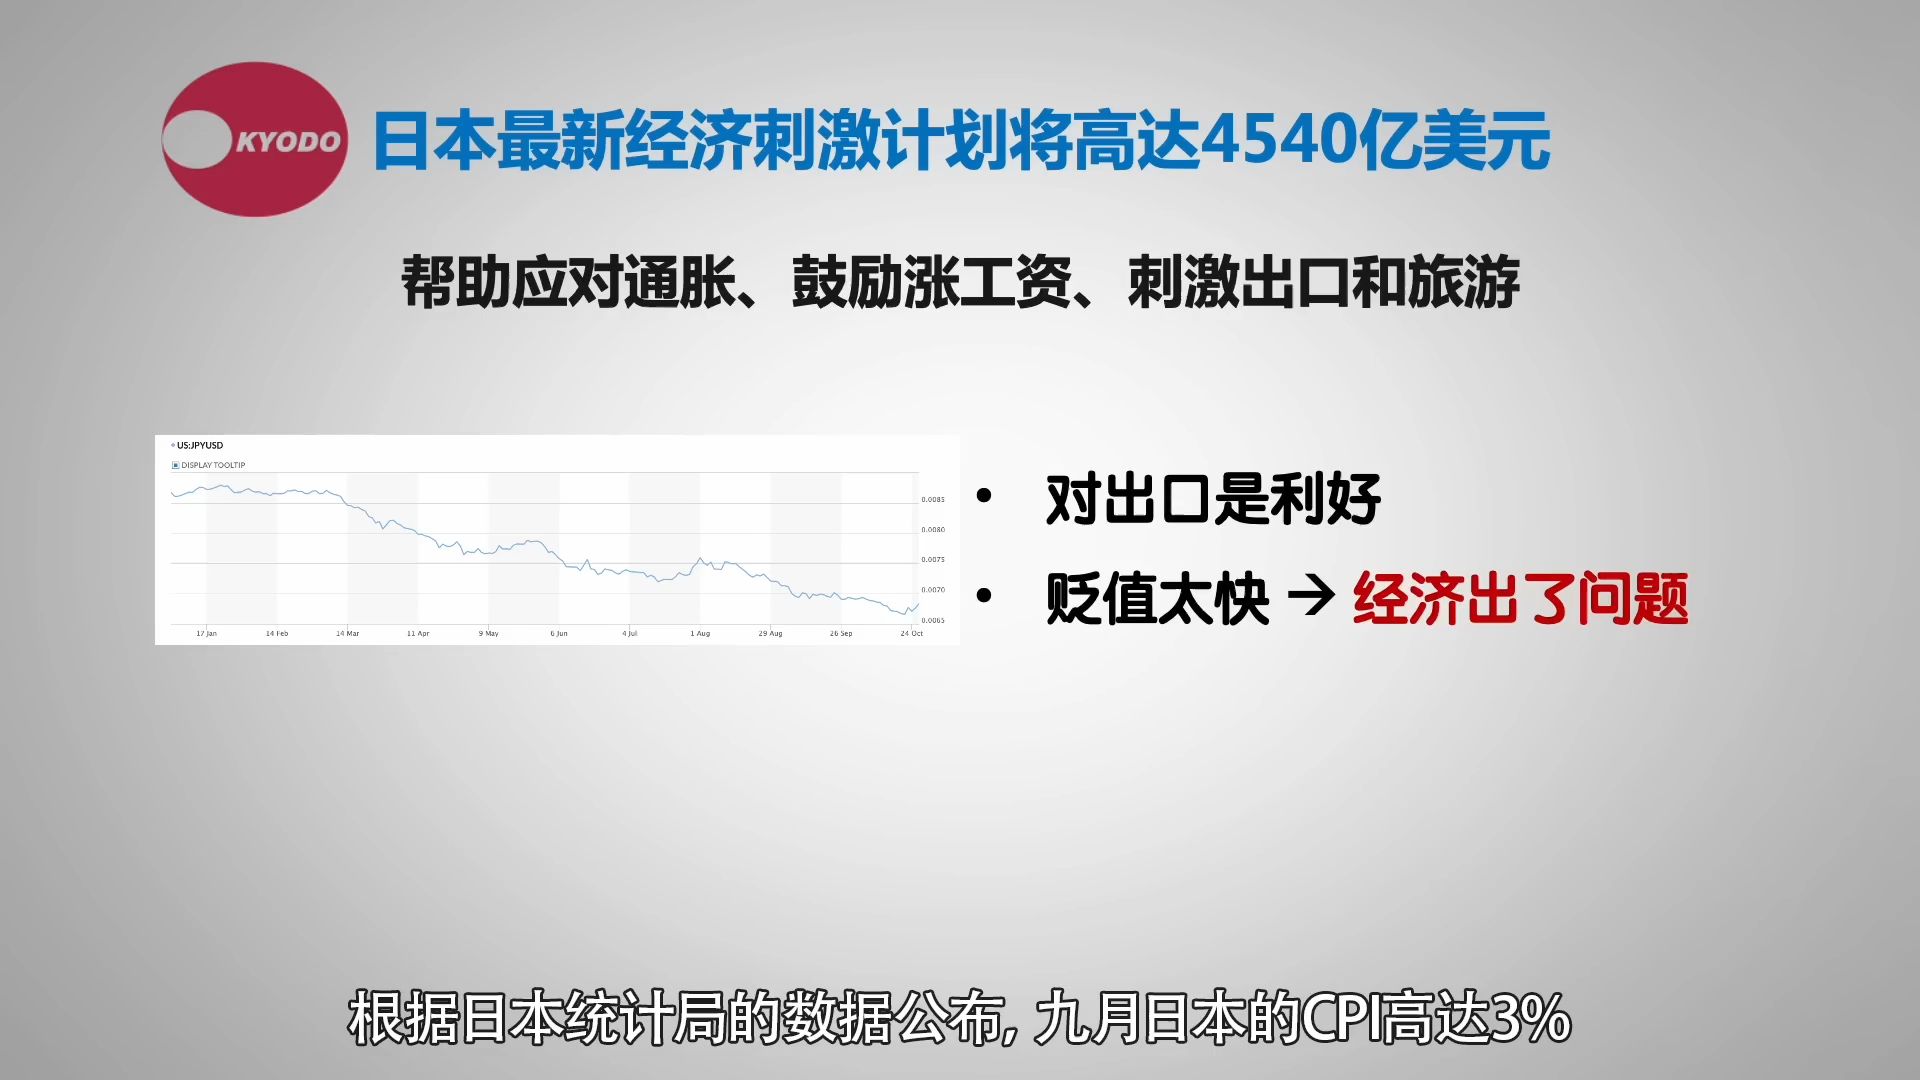 KYODO
日本最新经济刺激计划将高达4540亿美元
帮助应对通胀、鼓励涨工资、刺激出口和旅游
US:JPYUSD
DISPLAY TOOLTIP
0.0085
0.0080
0.0075
0.0070
0.0065
17 Jan 14 Feb 14 Mar 11 Apr 9 May 6 Jun 4 Jul 1 Aug 29 Aug 26 Sep 24 Oct
• 对出口是利好
• 贬值太快 → 经济出了问题
根据日本统计局的数据公布, 九月日本的CPI高达3%